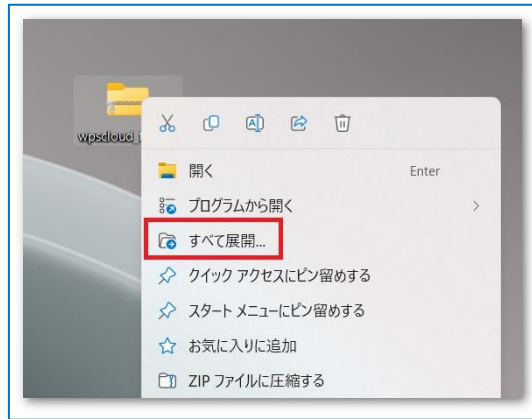 wpscloud
開く Enter
プログラムから開く
すべて展開...
クイック アクセスにピン留めする
スタート メニューにピン留めする
お気に入りに追加
ZIP ファイルに圧縮する